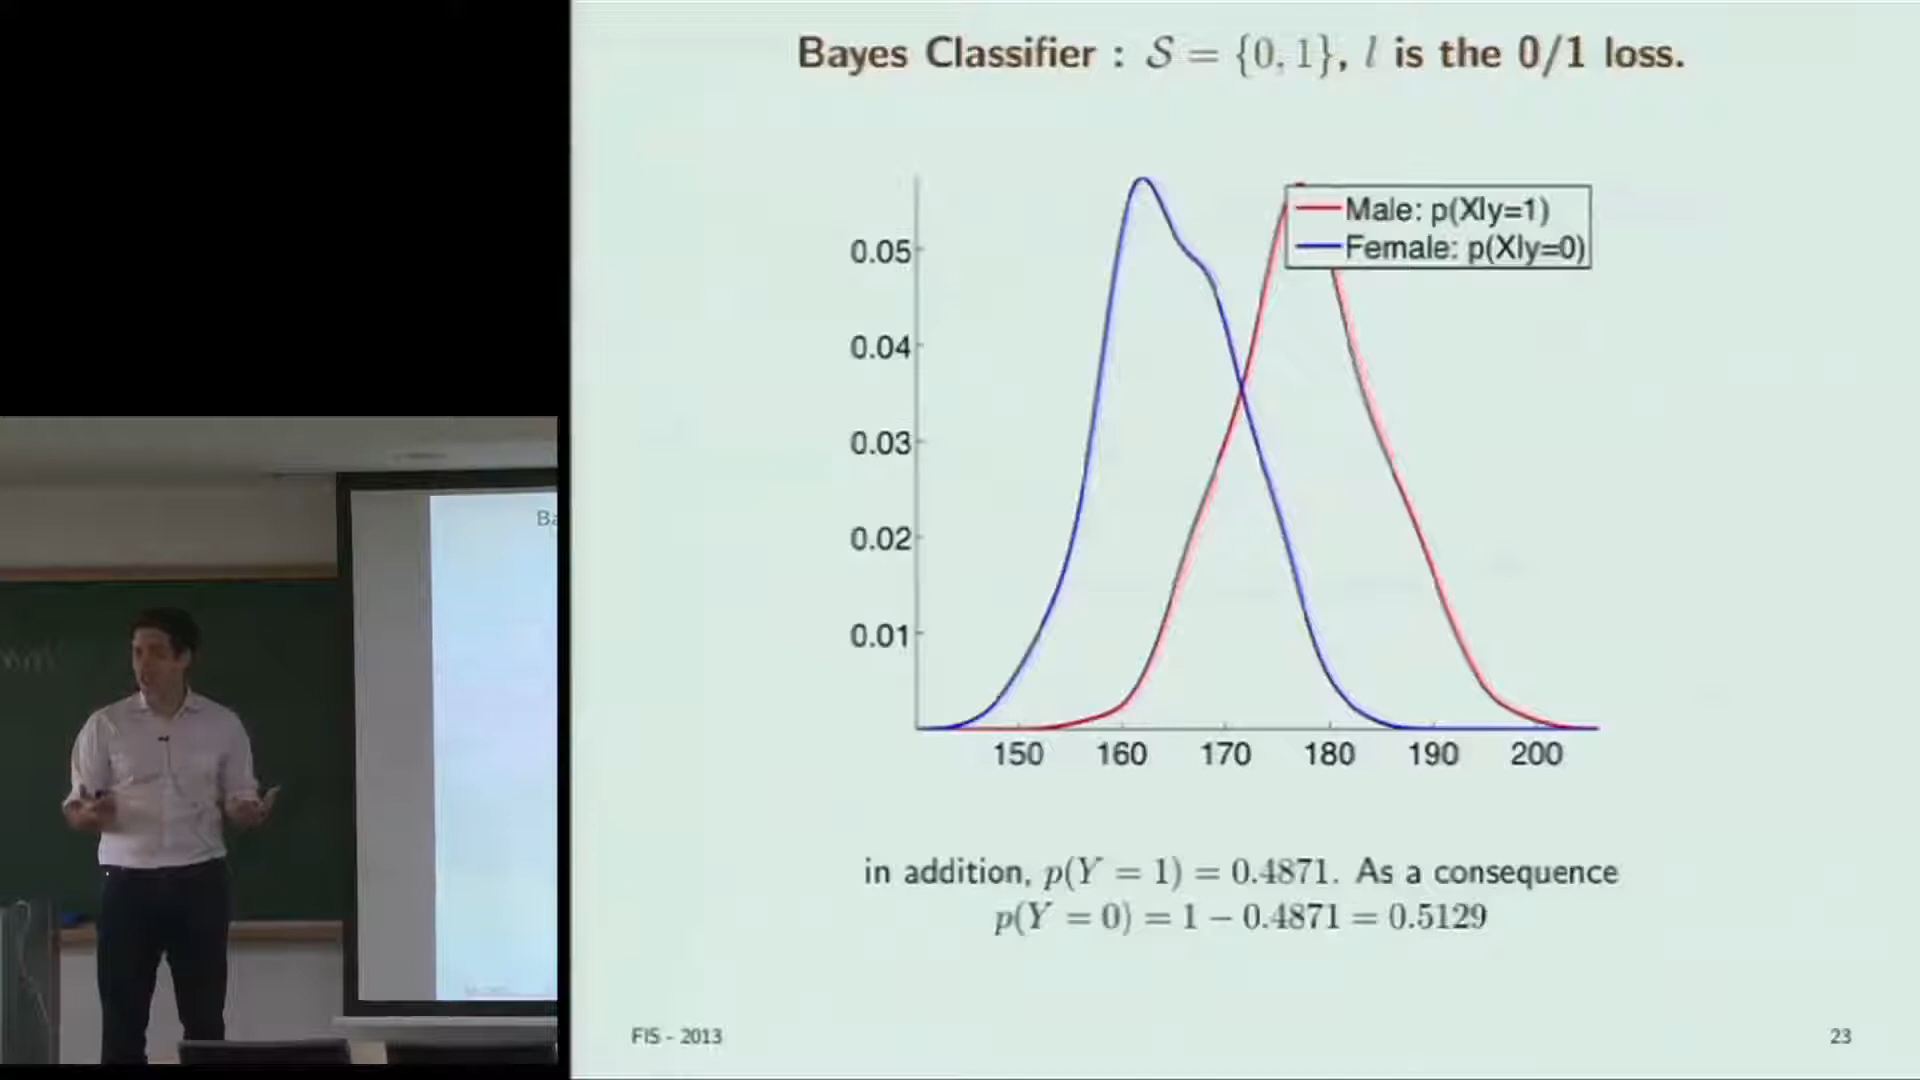 Bayes Classifier : 𝒮 = {0, 1}, l is the 0/1 loss.
Male: p(X|y=1)
Female: p(X|y=0)
0.05
0.04
0.03
0.02
0.01
150 160 170 180 190 200
in addition, p(Y = 1) = 0.4871. As a consequence
p(Y = 0) = 1 − 0.4871 = 0.5129
FIS - 2013
23
Ba